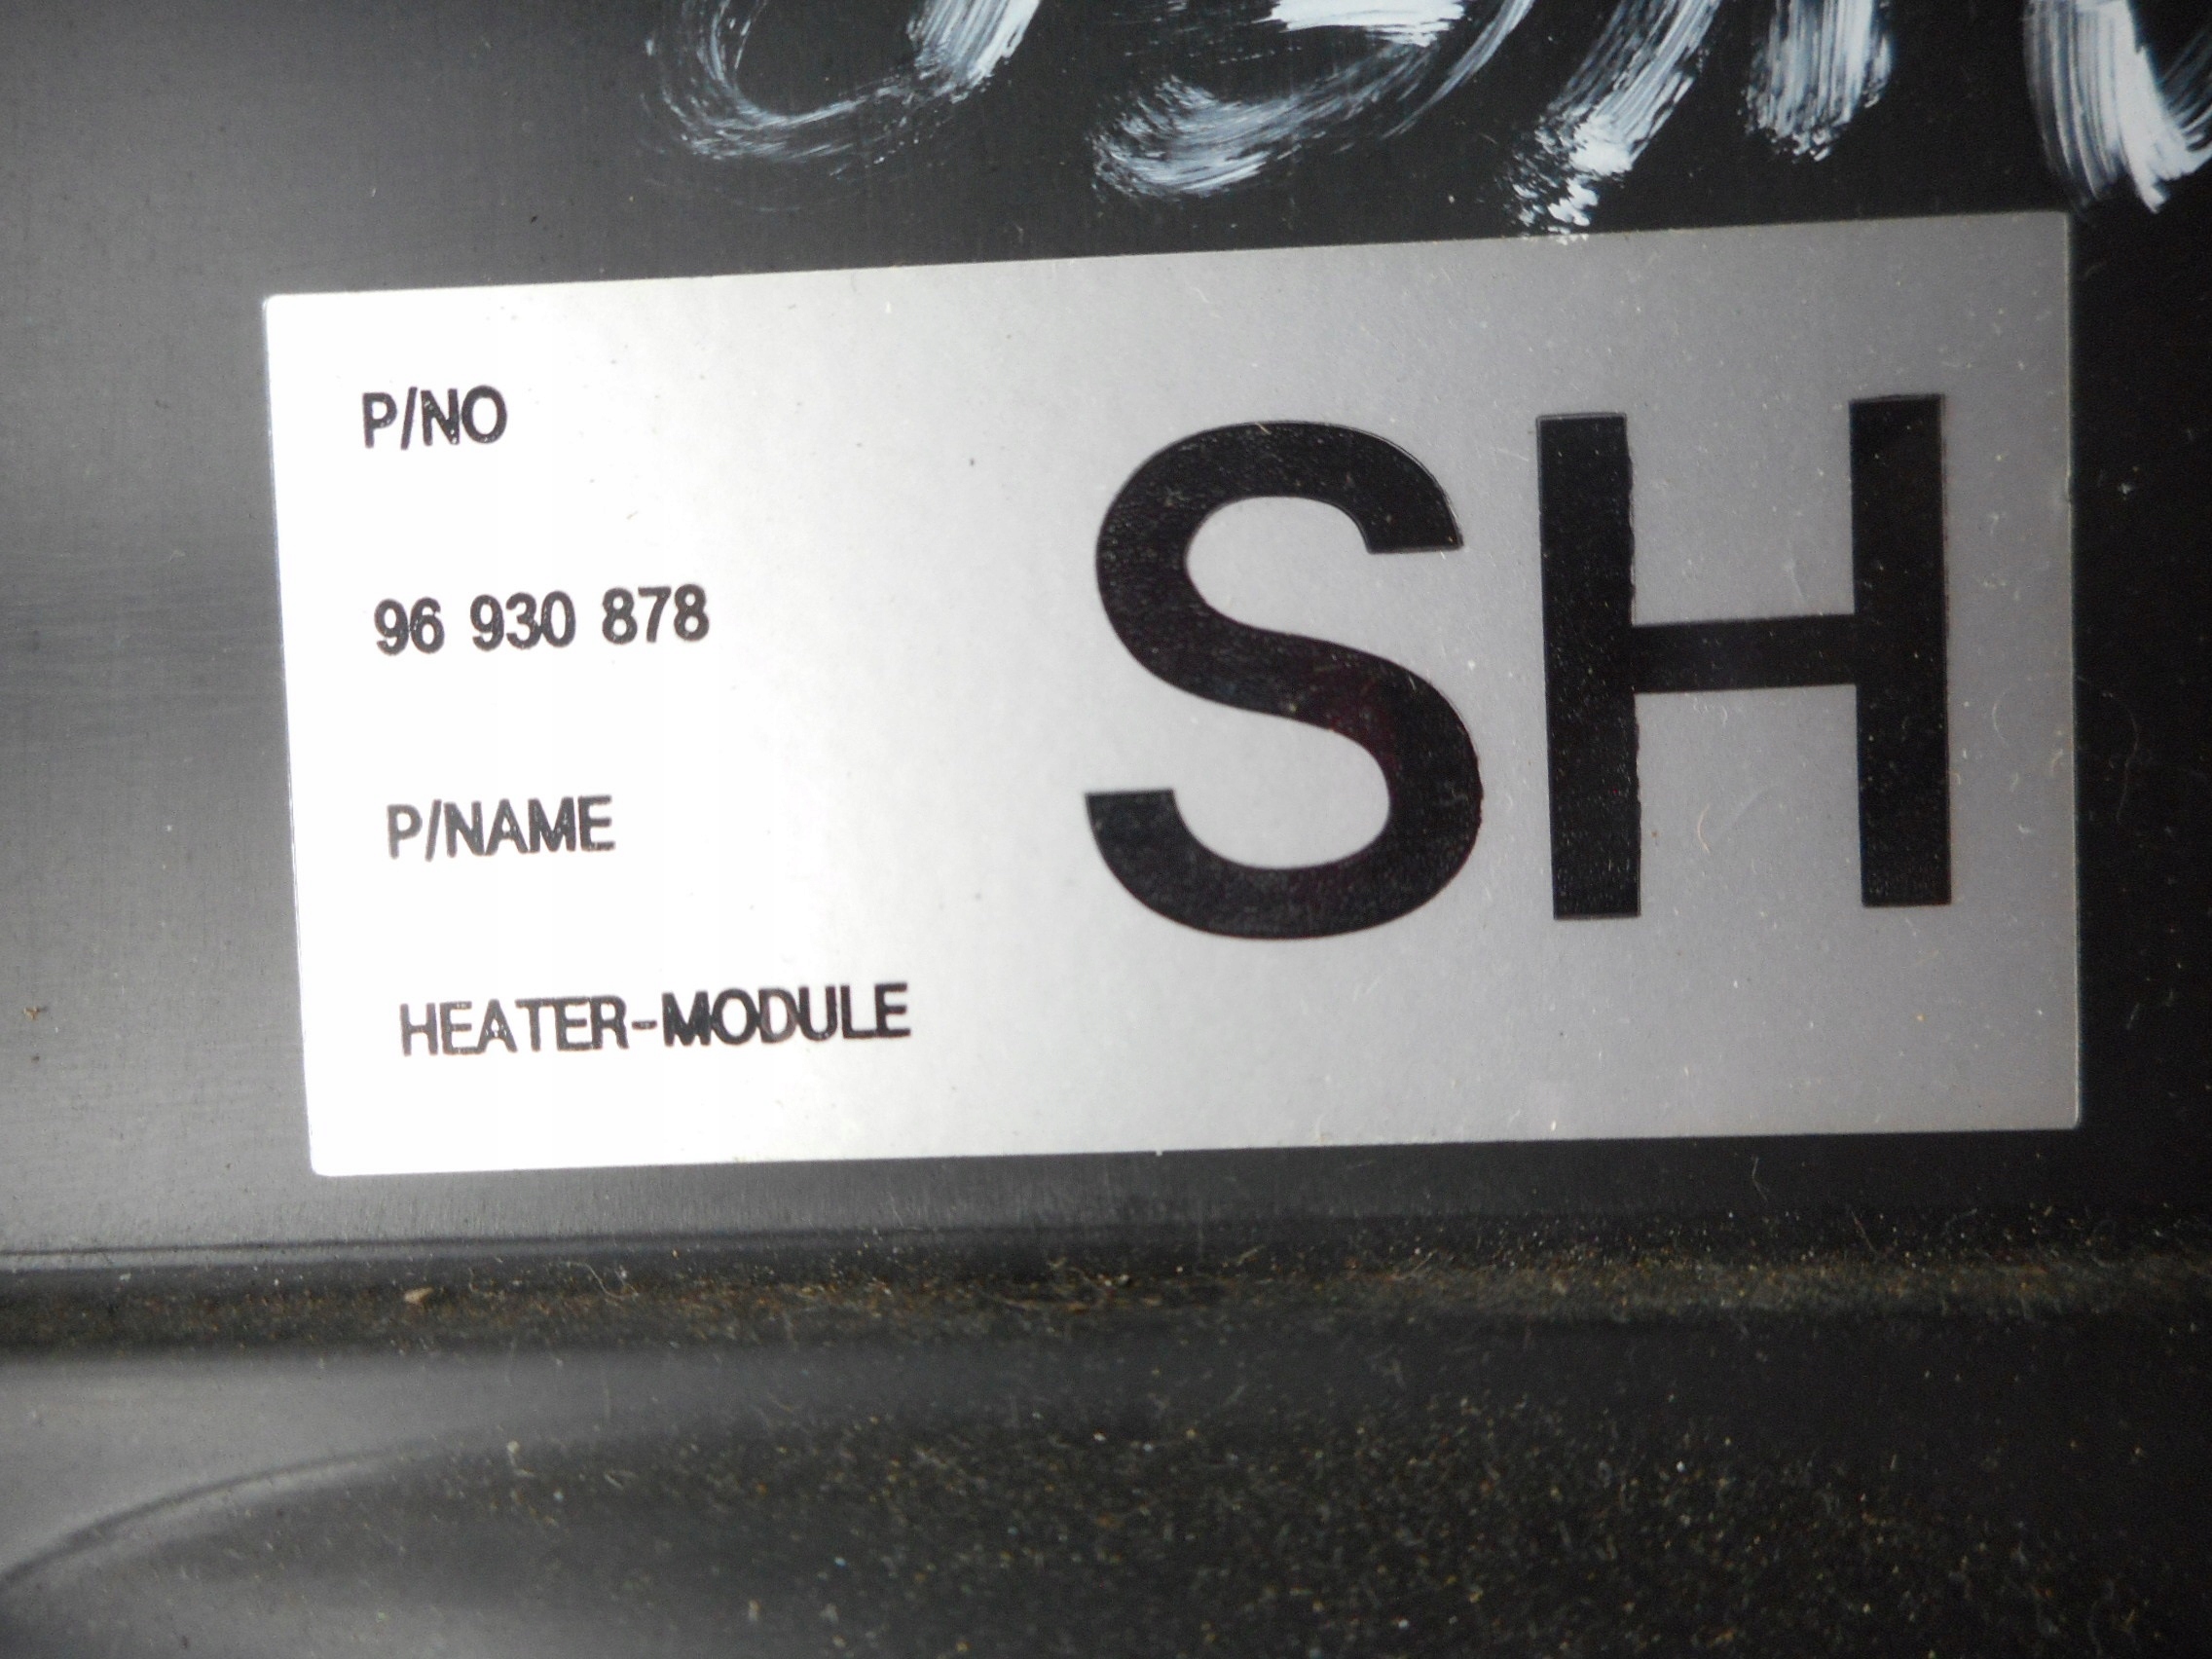 P/NO
96 930 878
P/NAME
HEATER-MODULE
SH